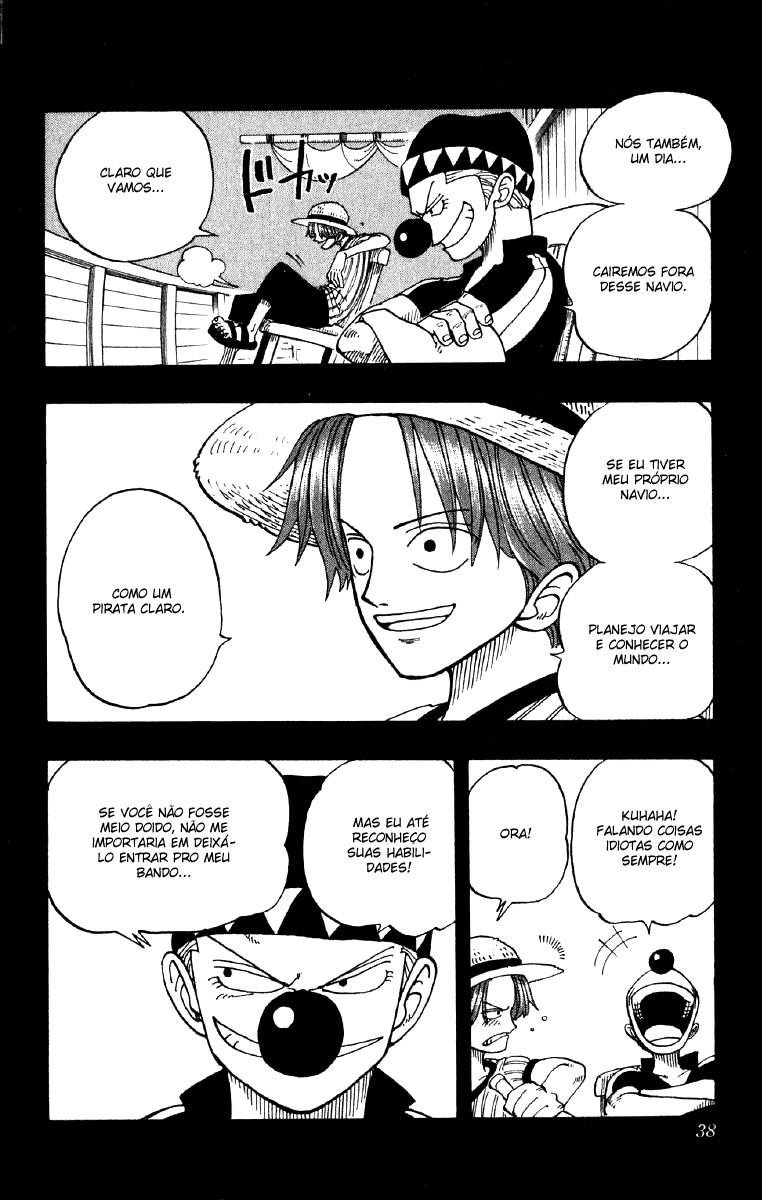 NÓS TAMBÉM,
UM DIA...
CAIREMOS FORA
DESSE NAVIO.
ドカッ
CLARO QUE
VAMOS...
SE EU TIVER
MEU PRÓPRIO
NAVIO...
PLANEJO VIAJAR
E CONHECER O
MUNDO...
COMO UM
PIRATA CLARO.
KUHAHA!
FALANDO COISAS
IDIOTAS COMO
SEMPRE!
ORA!
MAS EU ATÉ
RECONHEÇO
SUAS HABILI-
DADES!
SE VOCÊ NÃO FOSSE
MEIO DOIDO, NÃO ME
IMPORTARIA EM DEIXÁ-
LO ENTRAR PRO MEU
BANDO...
38